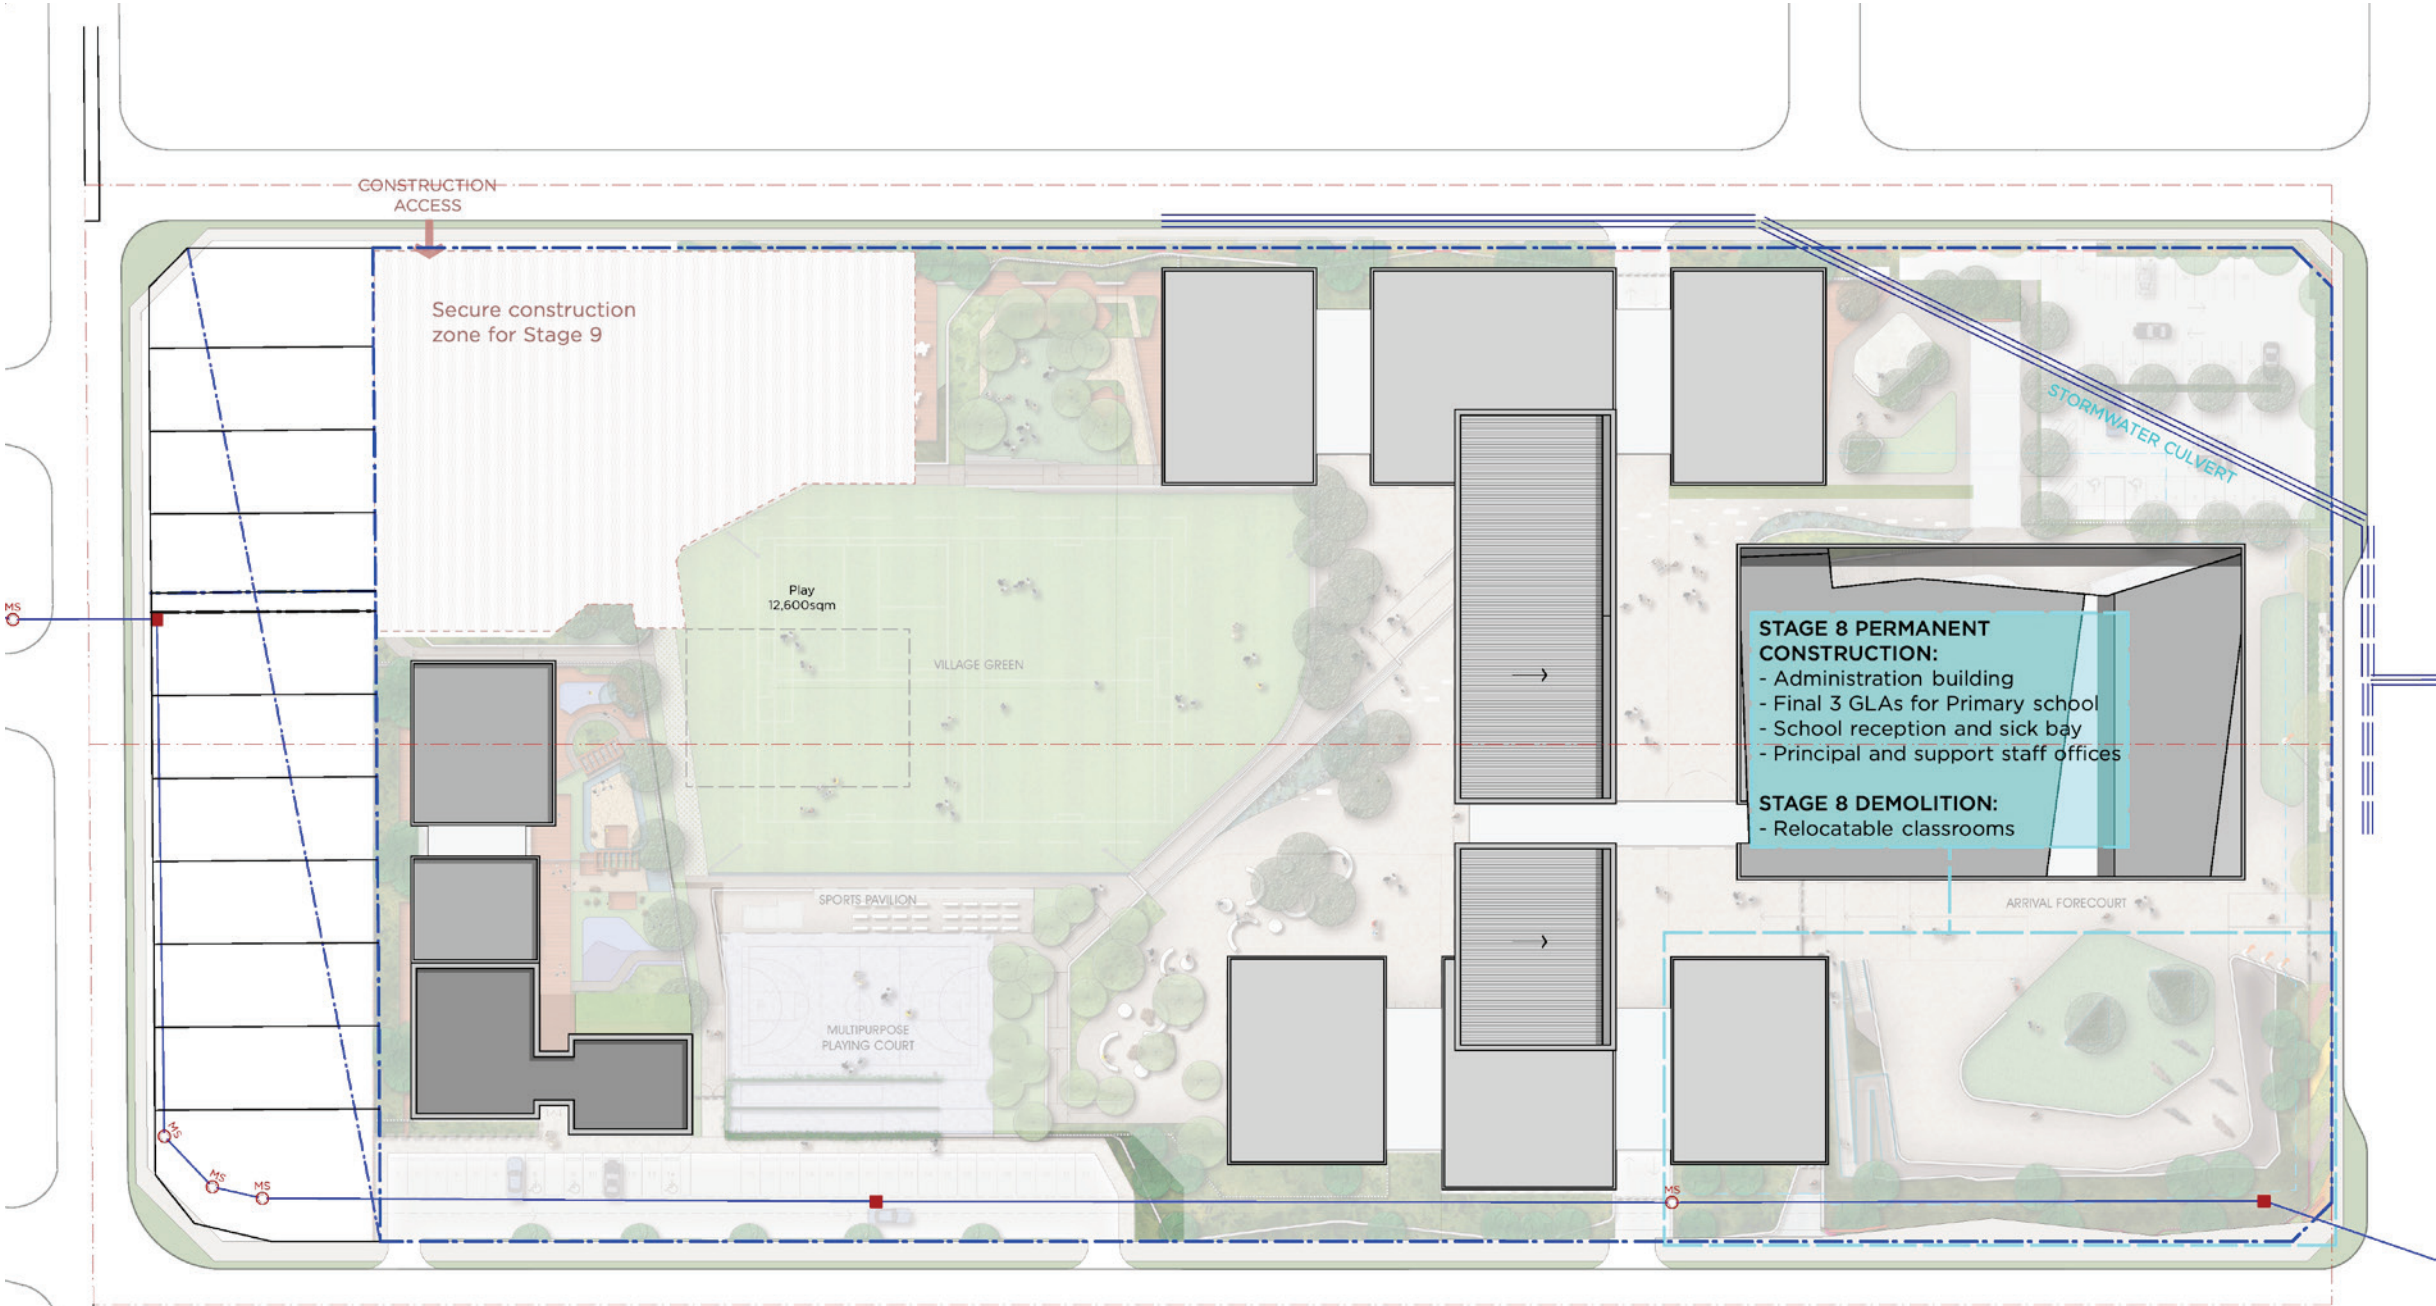 CONSTRUCTION
ACCESS
Secure construction
zone for Stage 9
STORMWATER CULVERT
Play
12,600sqm
MS
VILLAGE GREEN
STAGE 8 PERMANENT
CONSTRUCTION:
- Administration building
- Final 3 GLAs for Primary school
- School reception and sick bay
- Principal and support staff offices
STAGE 8 DEMOLITION:
- Relocatable classrooms
SPORTS PAVILION
ARRIVAL FORECOURT
MULTIPURPOSE
PLAYING COURT
MS
MS
MS
MS